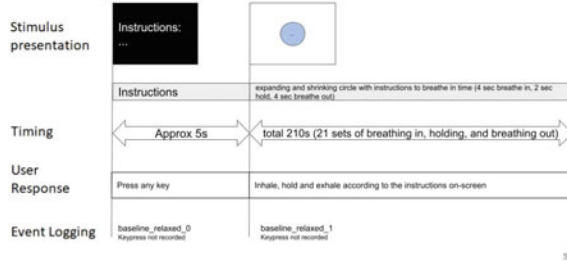 Stimulus
presentation
Instructions:
...
Instructions
expanding and shrinking circle with instructions to breathe in time (4 sec breathe in, 2 sec
hold, 4 sec breathe out)
Timing
Approx 5s
total 210s (21 sets of breathing in, holding, and breathing out)
User
Response
Press any key
Inhale, hold and exhale according to the instructions on-screen
Event Logging
baseline_relaxed_0
Keypress not recorded
baseline_relaxed_1
Keypress not recorded